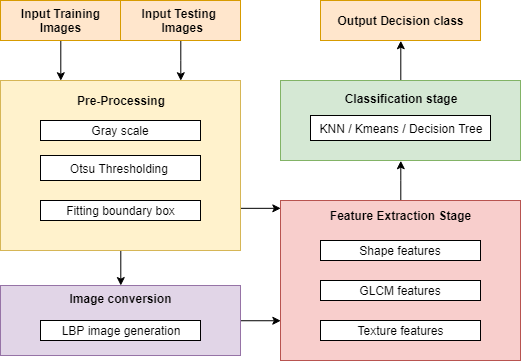 Input Training
Images
Input Testing
Images
Output Decision class
Pre-Processing
Gray scale
Otsu Thresholding
Fitting boundary box
Classification stage
KNN / Kmeans / Decision Tree
Image conversion
LBP image generation
Feature Extraction Stage
Shape features
GLCM features
Texture features